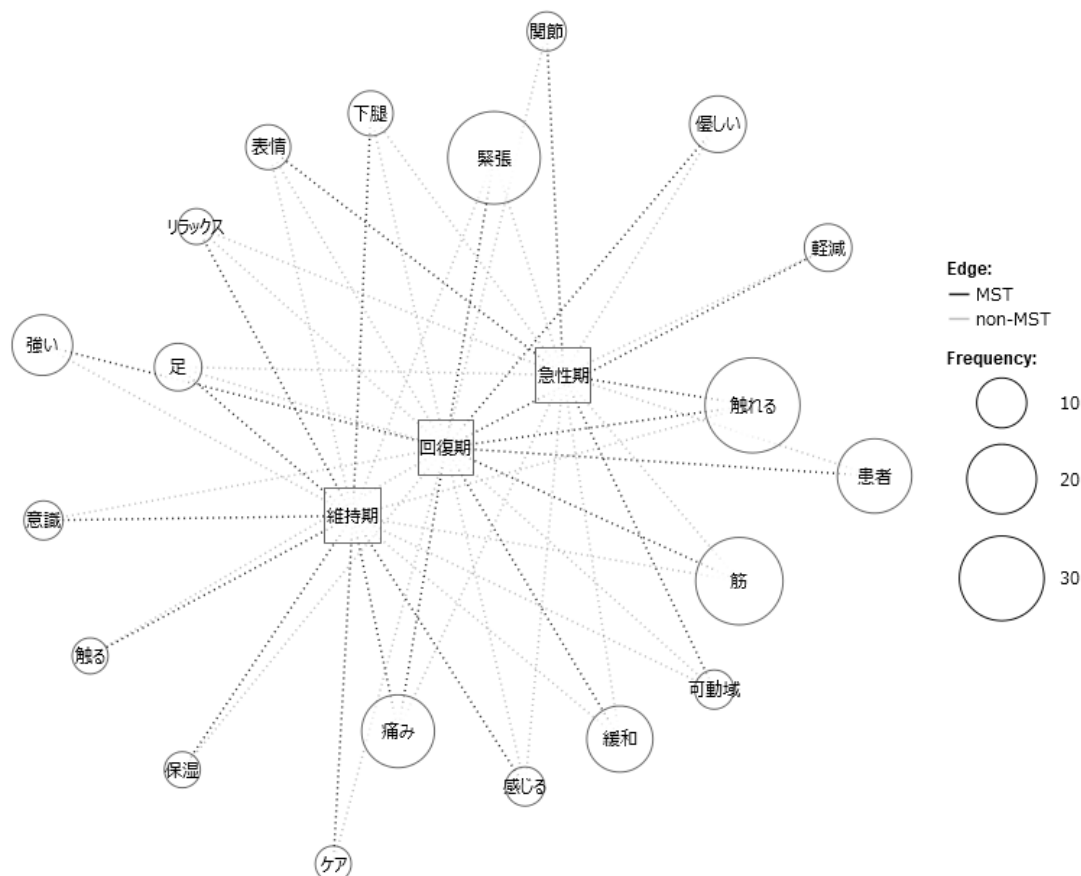 関節
下腿
優しい
表情
緊張
リラックス
軽減
強い
足
急性期
触れる
回復期
患者
維持期
意識
筋
触る
可動域
痛み
緩和
保湿
感じる
ケア
Edge:
MST
non-MST
Frequency:
10
20
30